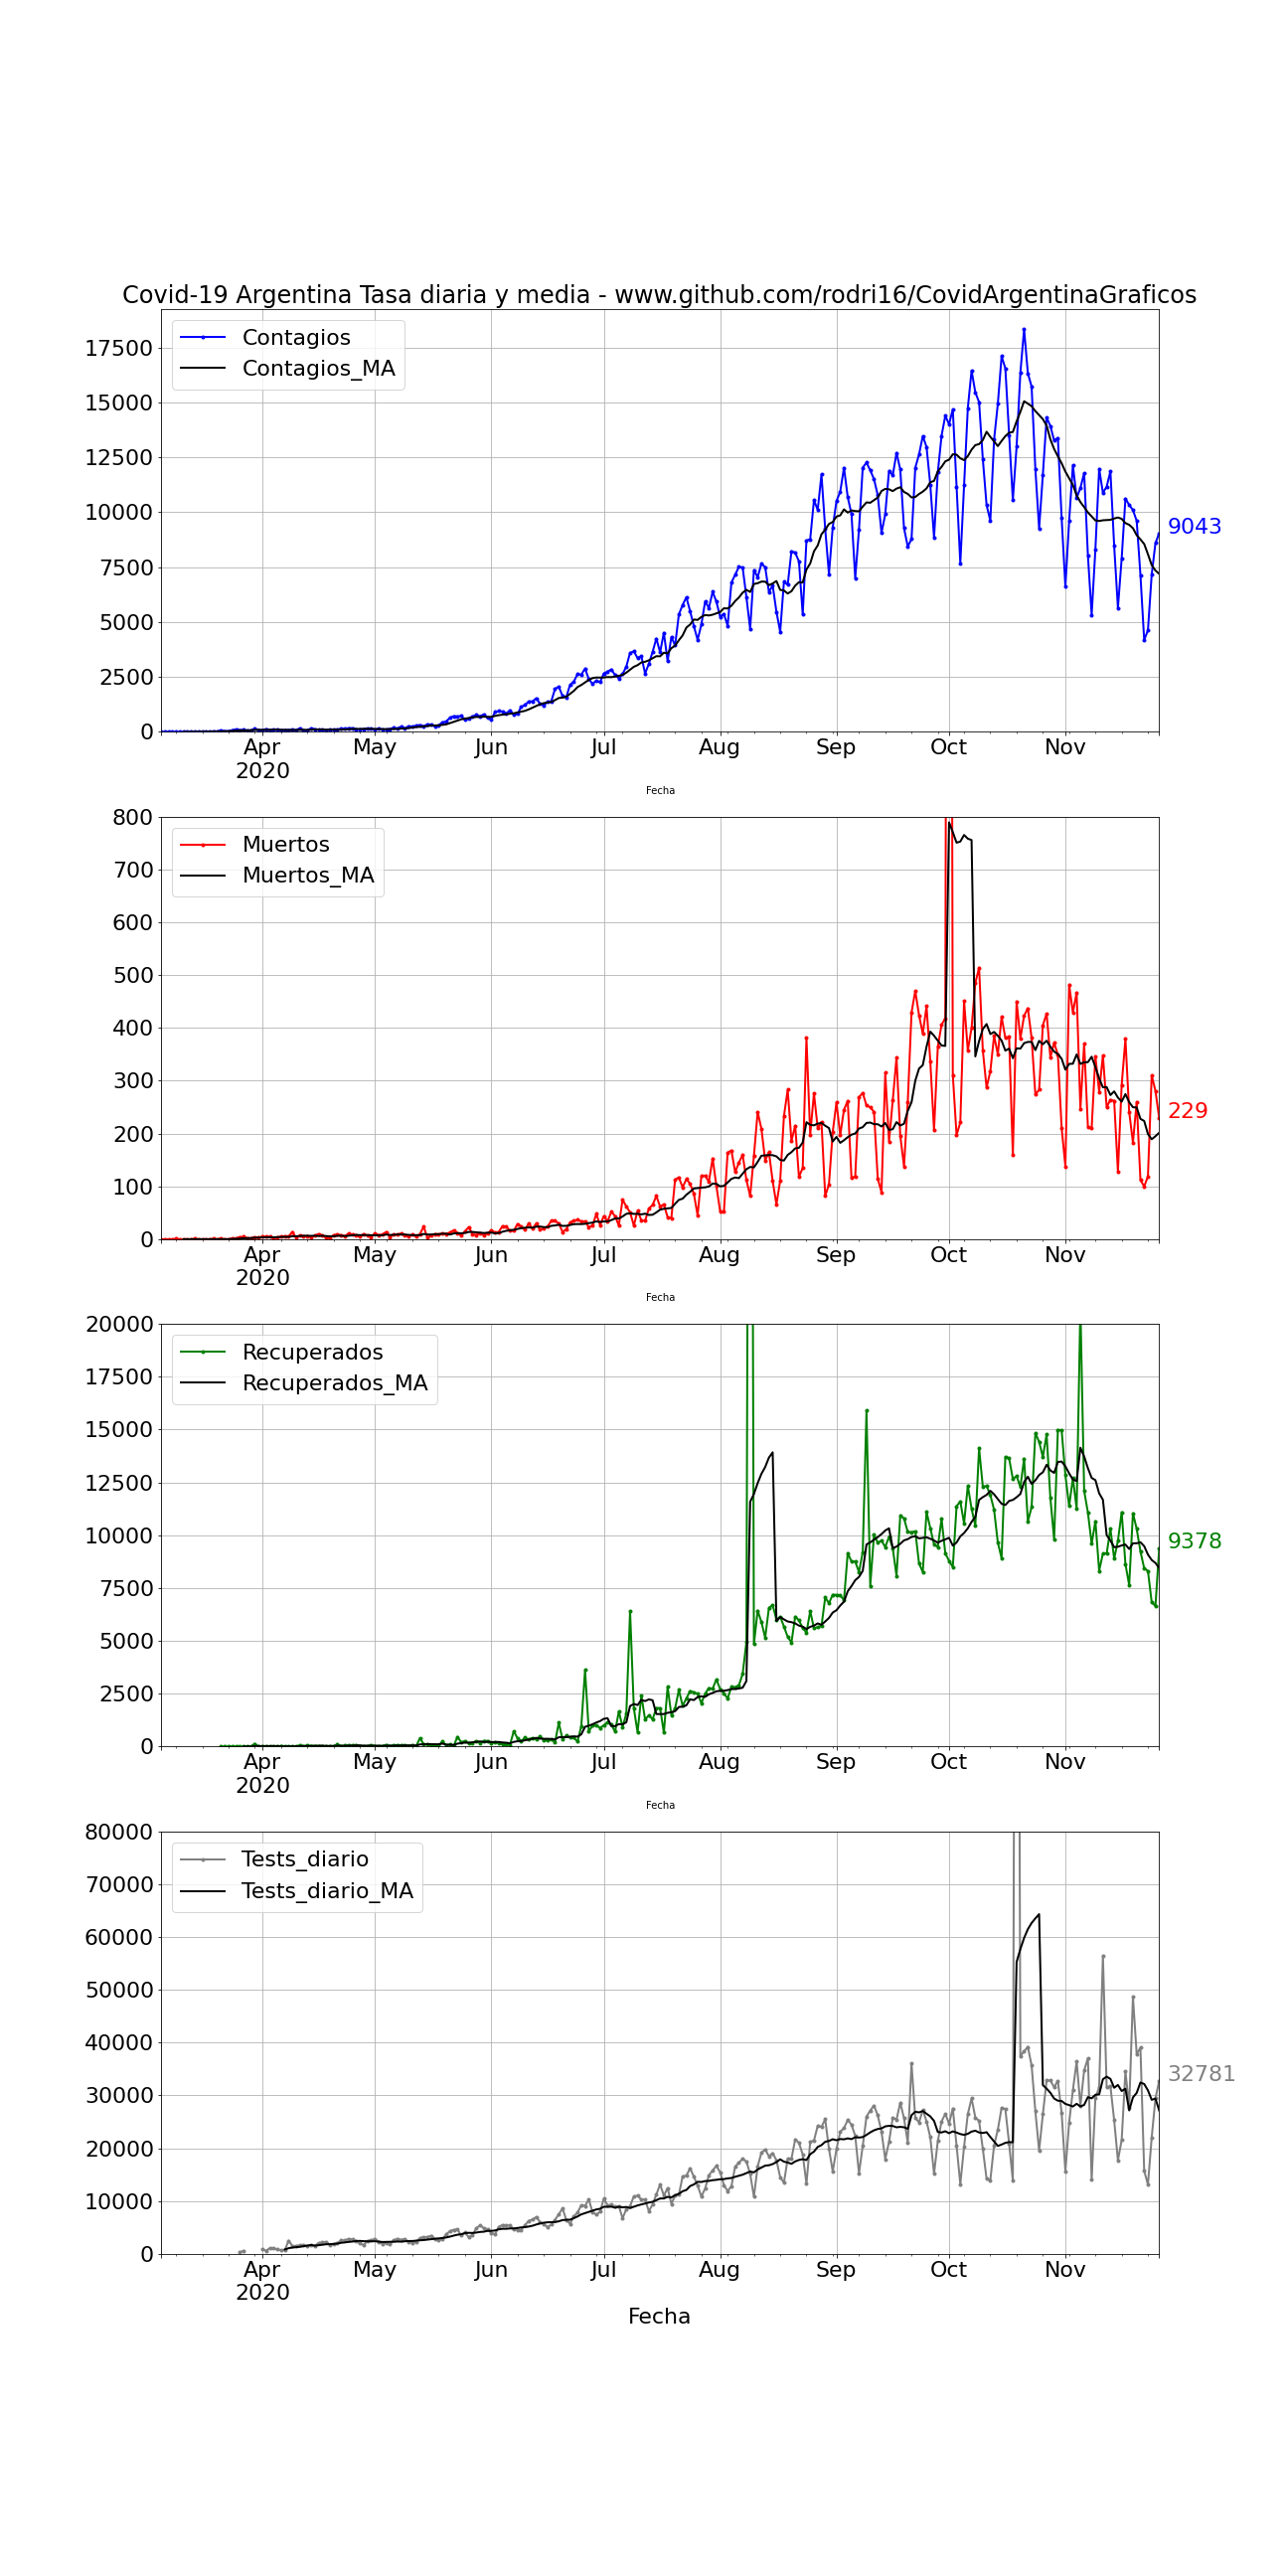 Covid-19 Argentina Tasa diaria y media - www.github.com/rodri16/CovidArgentinaGraficos
Contagios
Contagios_MA
17500
15000
12500
10000
7500
5000
2500
0
9043
Apr May Jun Jul Aug Sep Oct Nov
2020
Fecha
Muertos
Muertos_MA
800
700
600
500
400
300
200
100
0
229
Apr May Jun Jul Aug Sep Oct Nov
2020
Fecha
Recuperados
Recuperados_MA
20000
17500
15000
12500
10000
7500
5000
2500
0
9378
Apr May Jun Jul Aug Sep Oct Nov
2020
Fecha
Tests_diario
Tests_diario_MA
80000
70000
60000
50000
40000
30000
20000
10000
0
32781
Apr May Jun Jul Aug Sep Oct Nov
2020
Fecha